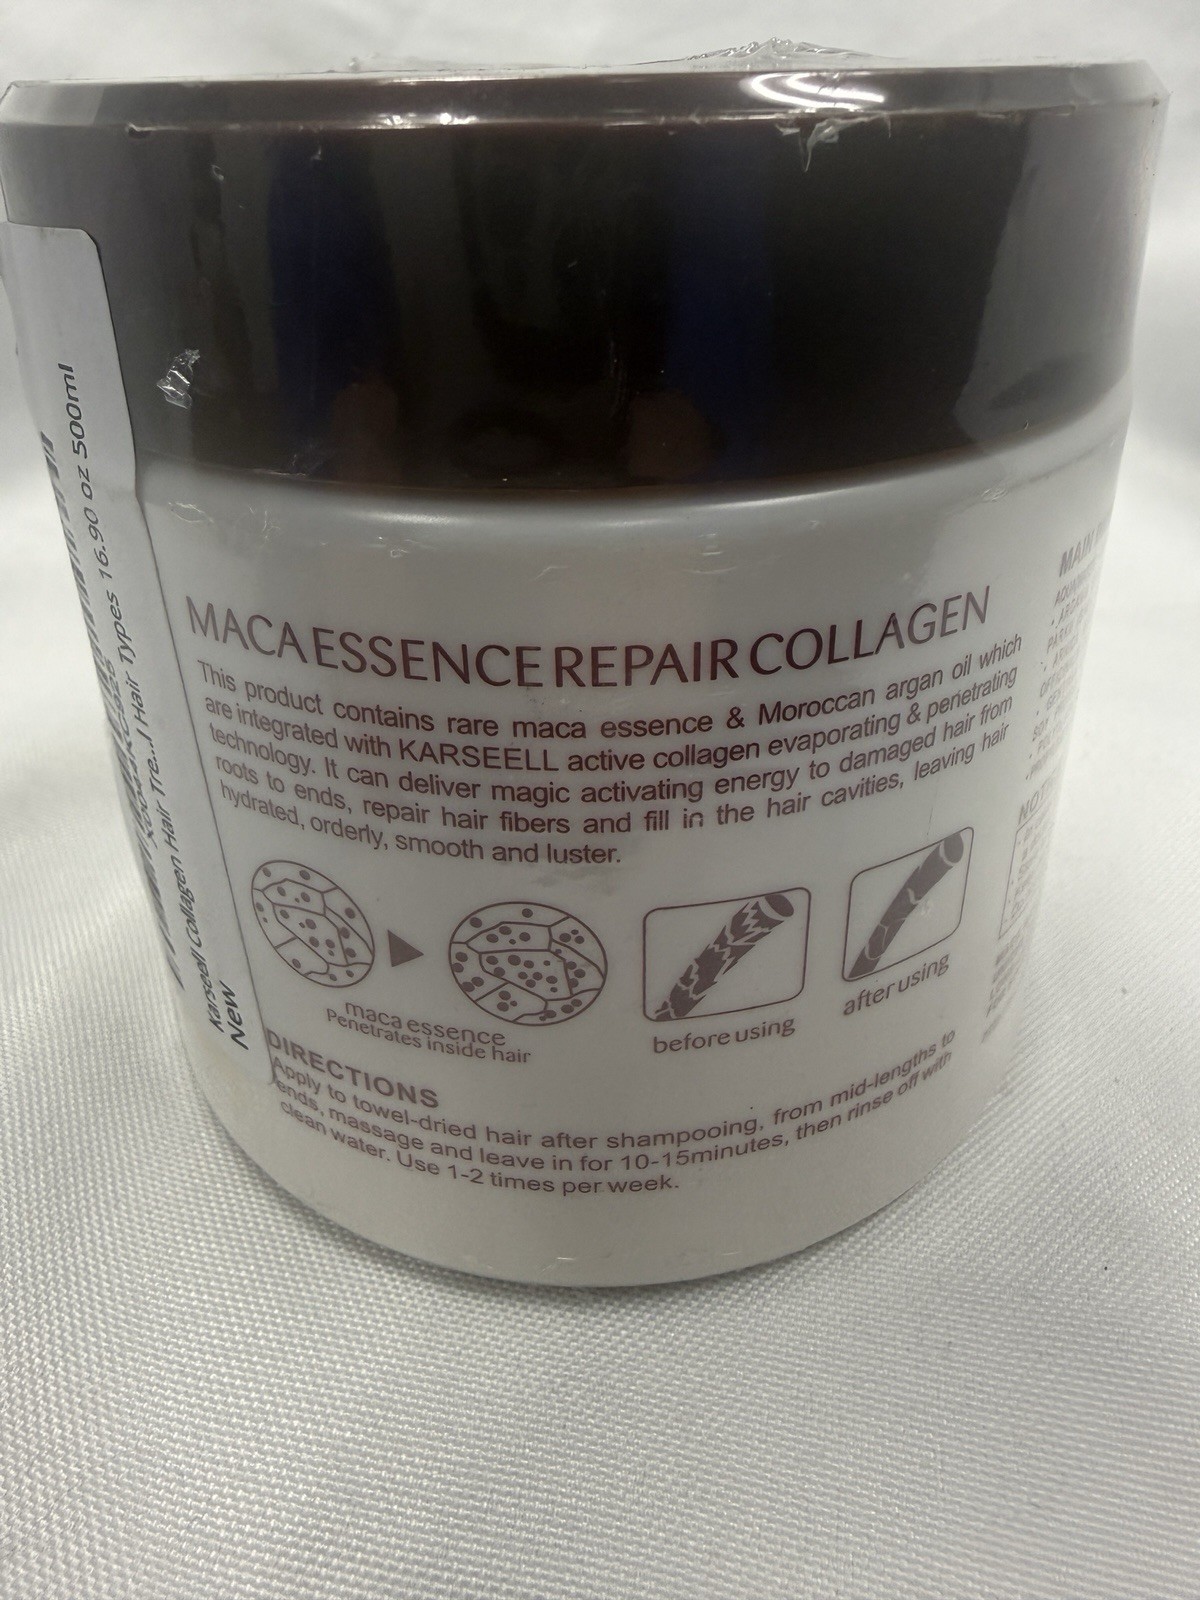 MACA ESSENCE REPAIR COLLAGEN
This product contains rare maca essence & Moroccan argan oil which
are integrated with KARSEELL active collagen evaporating & penetrating
technology. It can deliver magic activating energy to damaged hair from
roots to ends, repair hair fibers and fill in the hair cavities, leaving hair
hydrated, orderly, smooth and luster.
maca essence
Penetrates inside hair
before using
after using
DIRECTIONS
Apply to towel-dried hair after shampooing, from mid-lengths to
ends, massage and leave in for 10-15minutes, then rinse off with
clean water. Use 1-2 times per week.
Karseell Collagen Hair Tre...l Hair Types 16.90 oz 500ml
New
MAIN